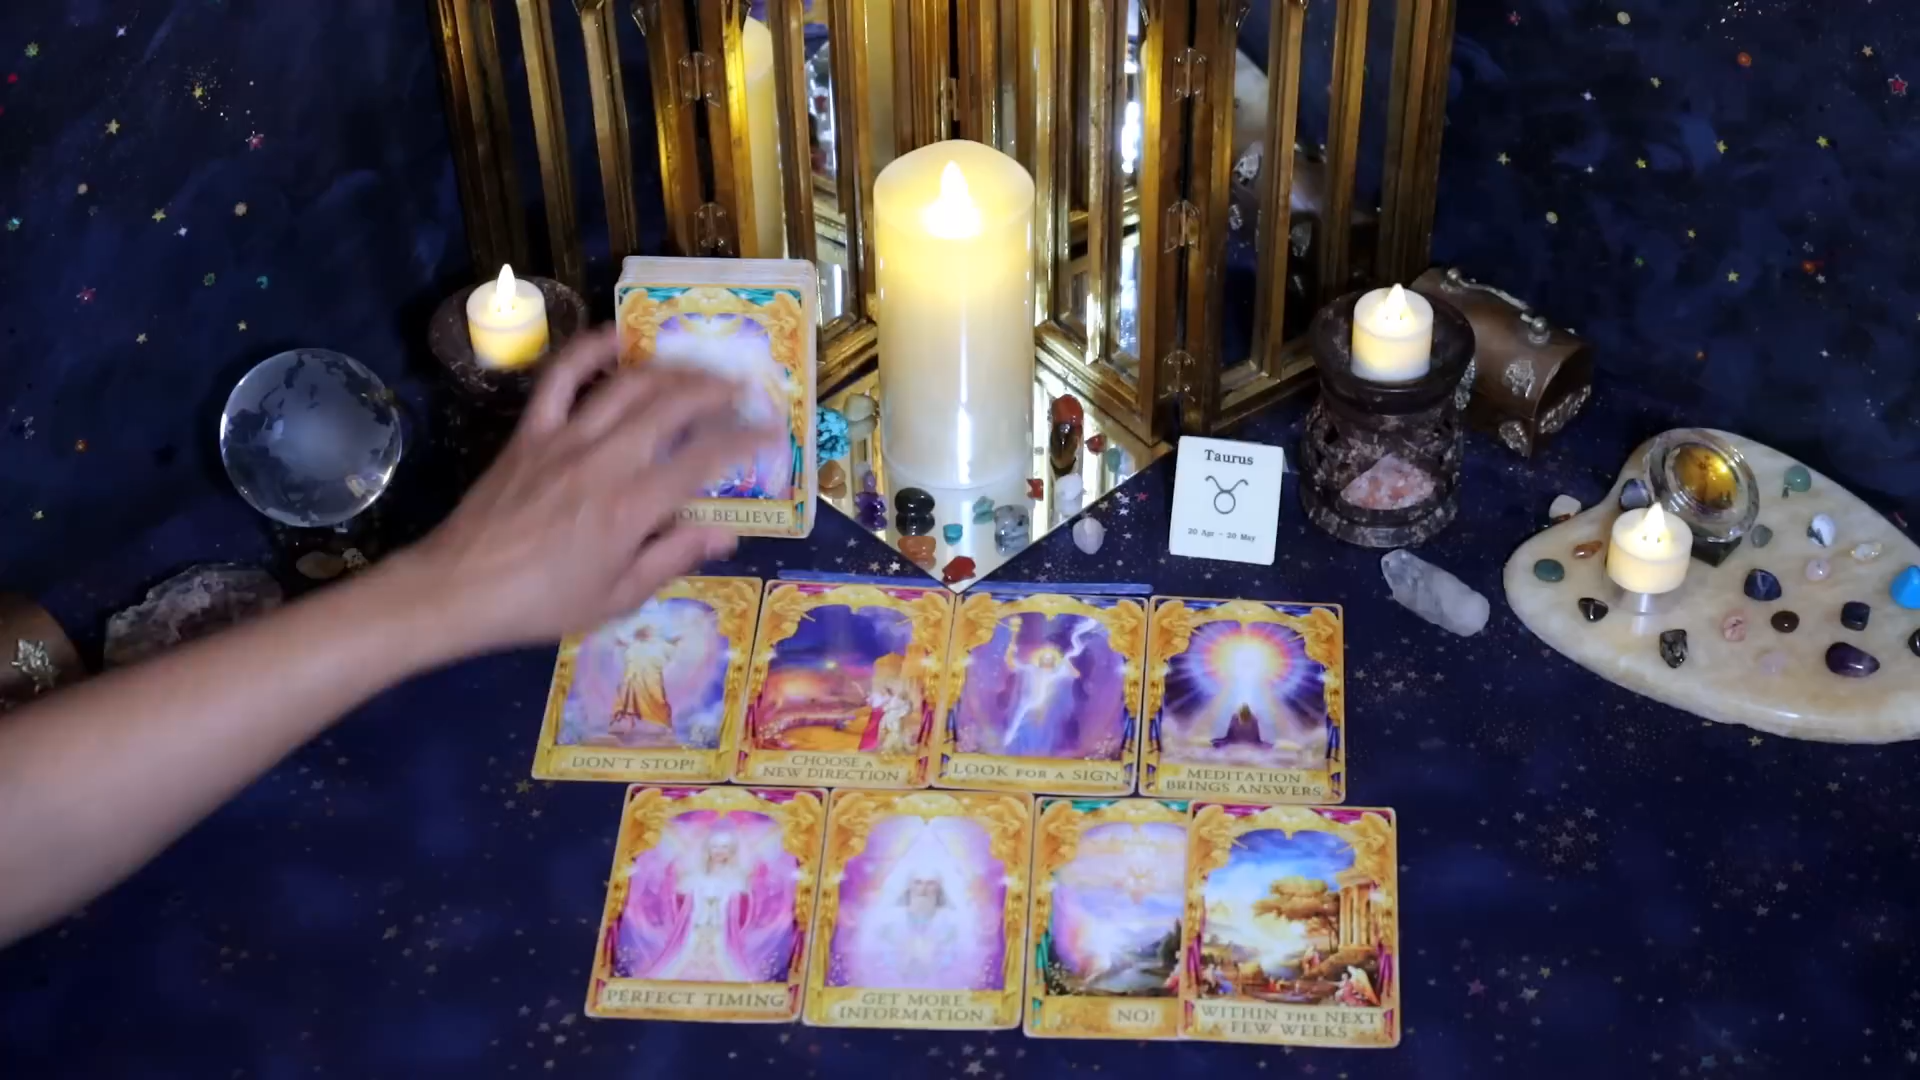 Taurus
20 Apr - 20 May
YOU BELIEVE
DON'T STOP!
CHOOSE A
NEW DIRECTION
LOOK FOR A SIGN
MEDITATION
BRINGS ANSWERS
PERFECT TIMING
GET MORE
INFORMATION
NO!
WITHIN THE NEXT
FEW WEEKS